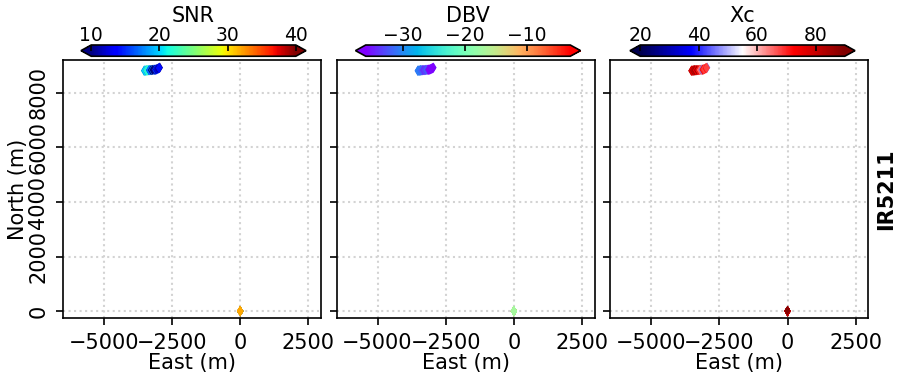 SNR DBV Xc
10 20 30 40 −30 −20 −10 20 40 60 80
North (m)
8000
6000
4000
2000
0
IR5211
−5000 −2500 0 2500 −5000 −2500 0 2500 −5000 −2500 0 2500
East (m) East (m) East (m)